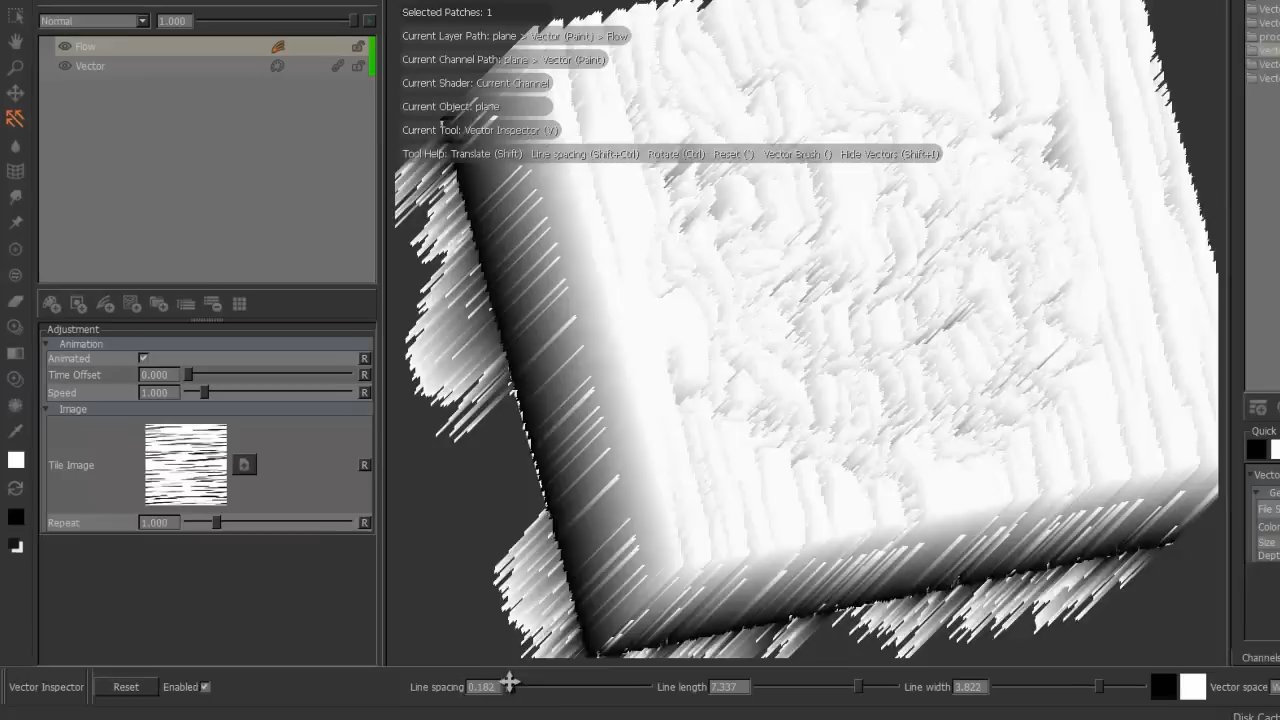 Normal 1.000
Flow
Vector
Selected Patches: 1
Current Layer Path: plane > Vector (Paint) > Flow
Current Channel Path: plane > Vector (Paint)
Current Shader: Current Channel
Current Object: plane
Current Tool: Vector Inspector (V)
Tool Help: Translate (Shift) Line spacing (Shift+Ctrl) Rotate (Ctrl) Reset (`) Vector Brush () Hide Vectors (Shift+I)
Adjustment
Animation
Animated R
Time Offset 0.000 R
Speed 1.000 R
Image
Tile Image R
Repeat 1.000 R
Vector Inspector Reset Enabled Line spacing 0.182 Line length 7.337 Line width 3.822 Vector space
Quick
Size
Channels